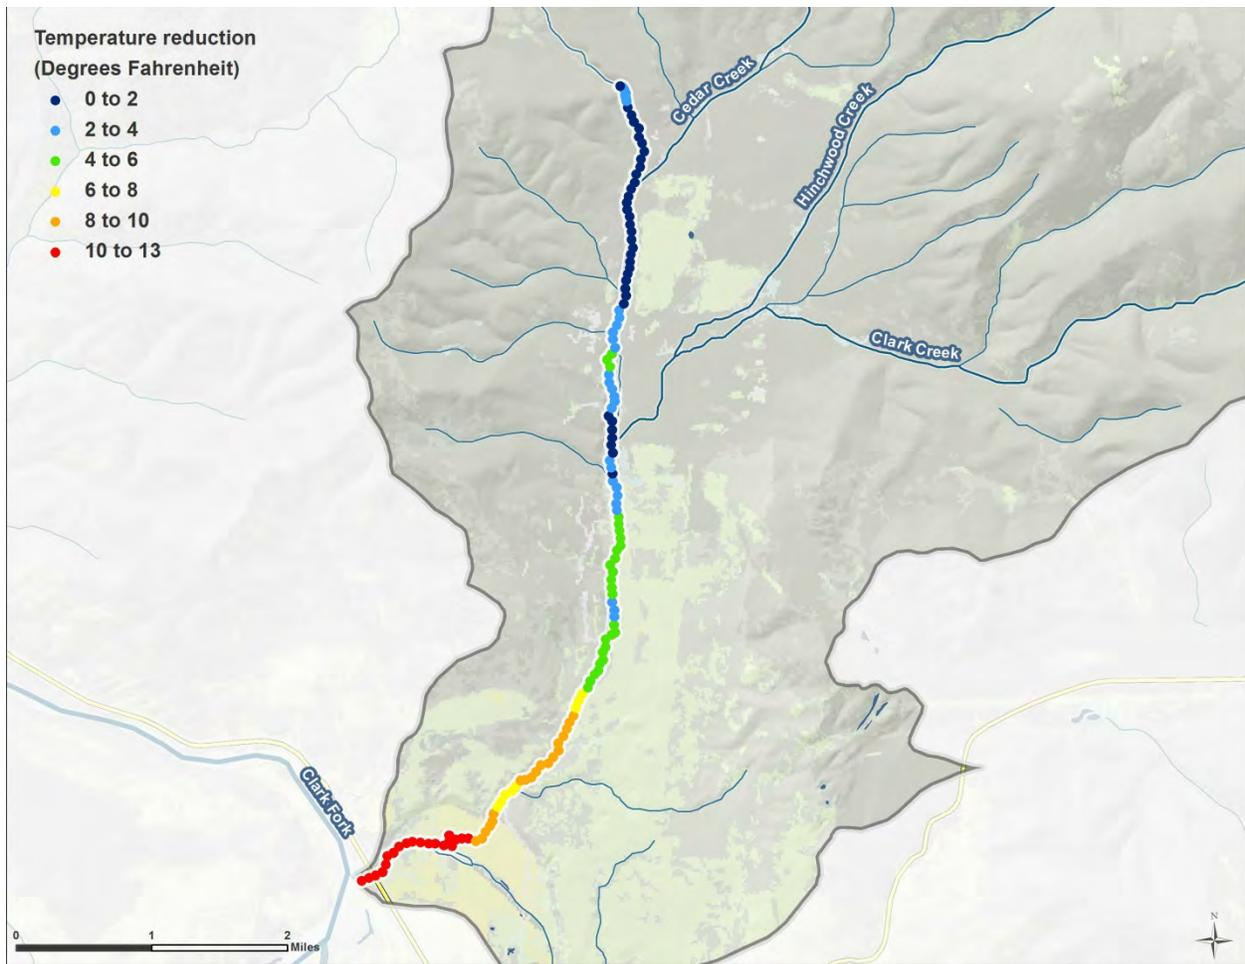 Temperature reduction
(Degrees Fahrenheit)
0 to 2
2 to 4
4 to 6
6 to 8
8 to 10
10 to 13
Cedar Creek
Hinchwood Creek
Clark Creek
Clark Fork
0 1 2
Miles
N